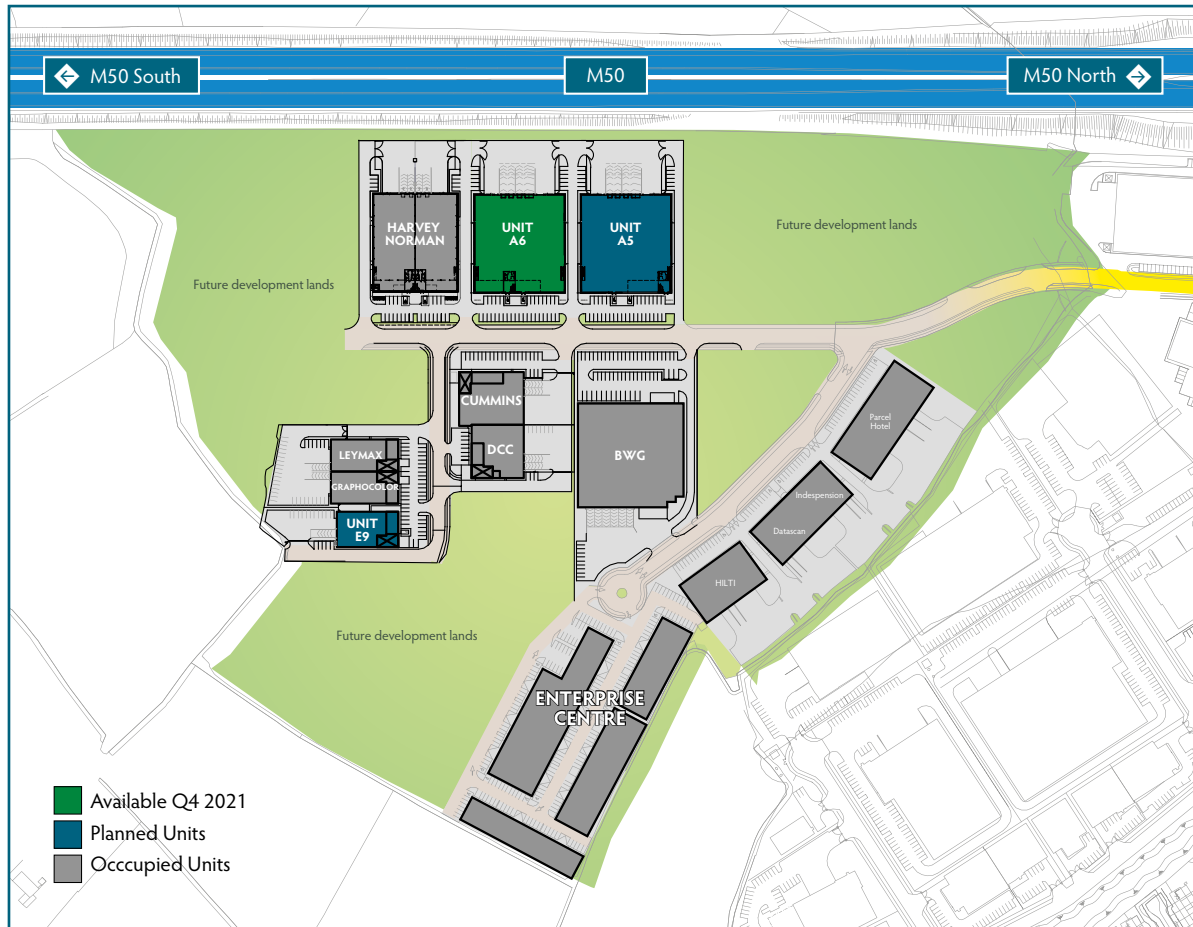 M50 South
M50
M50 North
HARVEY
NORMAN
UNIT
A6
UNIT
A5
Future development lands
Future development lands
CUMMINS
DCC
BWG
Parcel
Hotel
LEYMAX
GRAPHOCOLOR
UNIT
E9
Indespension
Datascan
HILTI
Future development lands
ENTERPRISE
CENTRE
Available Q4 2021
Planned Units
Occcupied Units